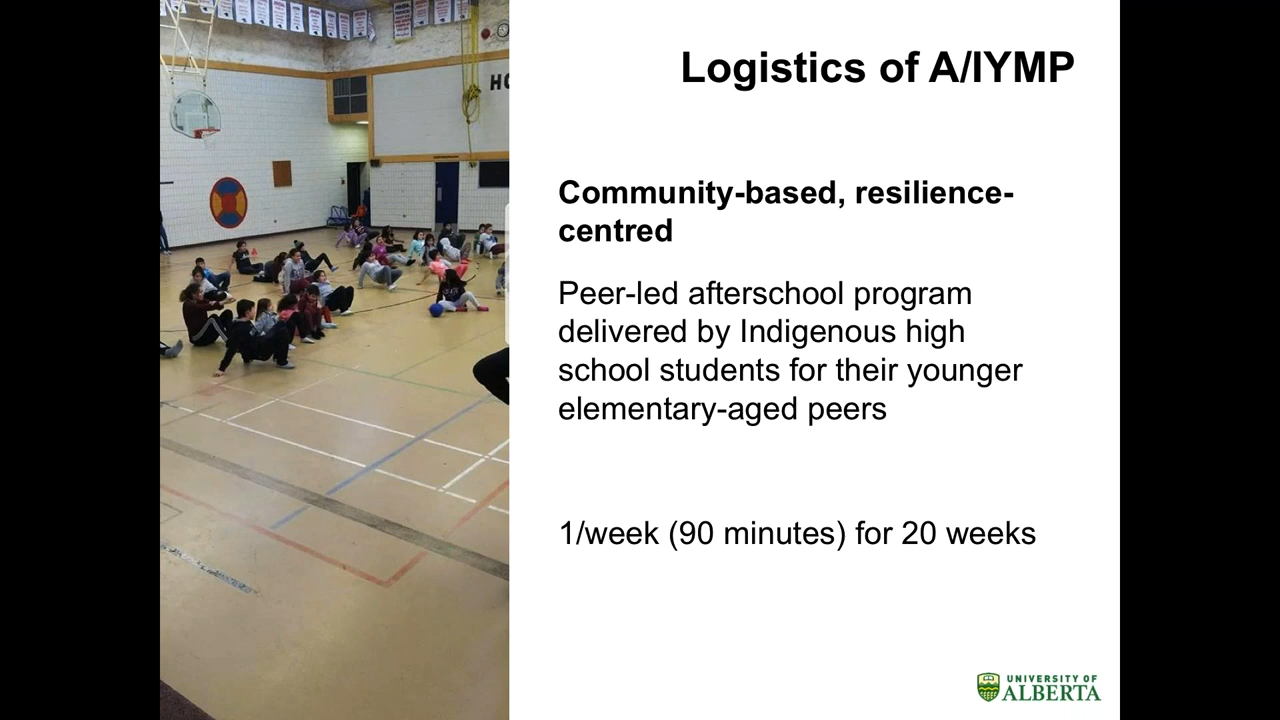 Logistics of A/IYMP
Community-based, resilience-
centred
Peer-led afterschool program
delivered by Indigenous high
school students for their younger
elementary-aged peers
1/week (90 minutes) for 20 weeks
UNIVERSITY OF
ALBERTA
HO